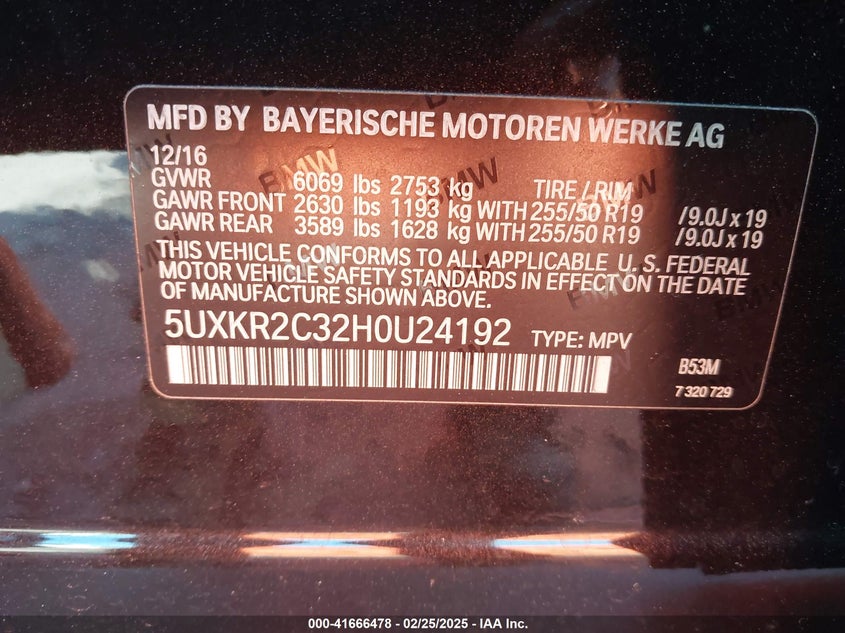 MFD BY BAYERISCHE MOTOREN WERKE AG
12/16
GVWR 6069 lbs 2753 kg TIRE / RIM
GAWR FRONT 2630 lbs 1193 kg WITH 255/50 R19 /9.0J x 19
GAWR REAR 3589 lbs 1628 kg WITH 255/50 R19 /9.0J x 19
THIS VEHICLE CONFORMS TO ALL APPLICABLE U. S. FEDERAL
MOTOR VEHICLE SAFETY STANDARDS IN EFFECT ON THE DATE
OF MANUFACTURE SHOWN ABOVE.
5UXKR2C32H0U24192 TYPE: MPV
B53M
7 320 729
000-41666478 - 02/25/2025 - IAA Inc.